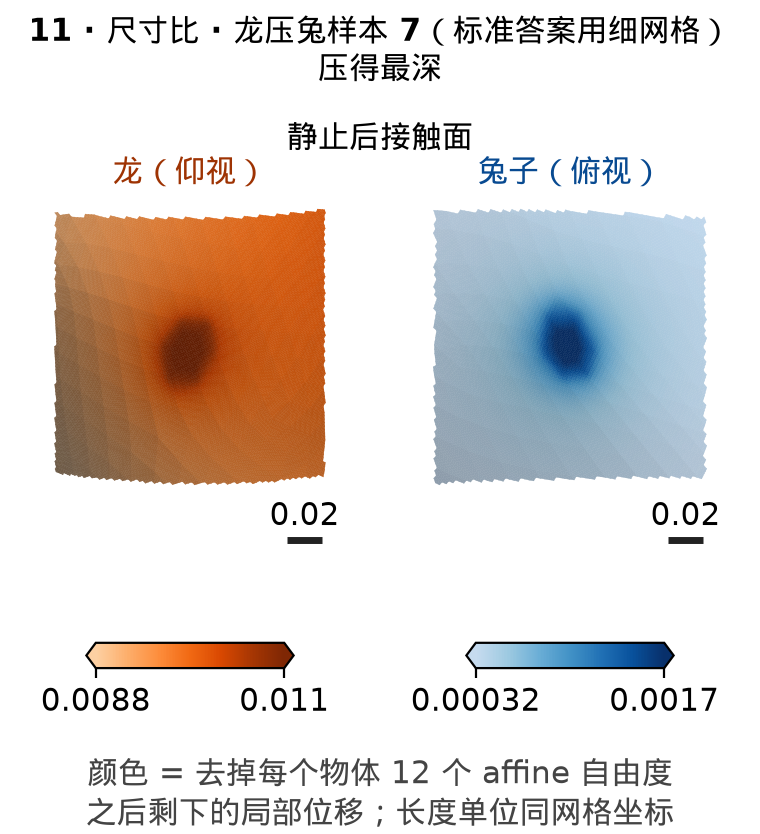 11 · 尺寸比 · 龙压兔样本 7（标准答案用细网格）
压得最深
静止后接触面
龙（仰视）
兔子（俯视）
0.02
0.02
0.0088
0.011
0.00032
0.0017
颜色 = 去掉每个物体 12 个 affine 自由度
之后剩下的局部位移；长度单位同网格坐标